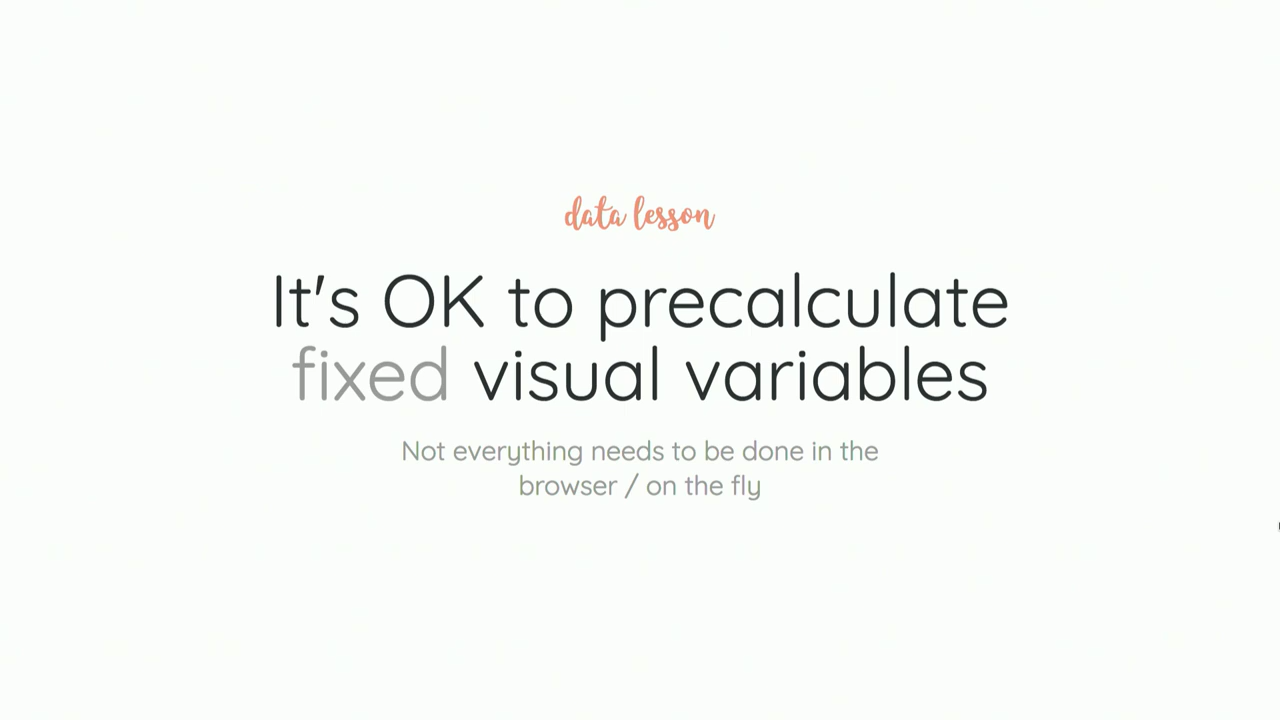 data lesson
It's OK to precalculate
fixed visual variables
Not everything needs to be done in the
browser / on the fly